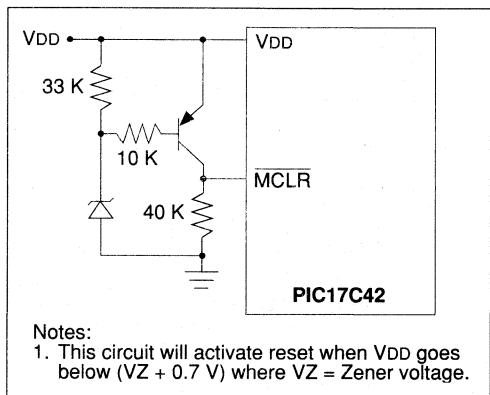 VDD
VDD
33 K
10 K
MCLR
40 K
PIC17C42
Notes:
1. This circuit will activate reset when VDD goes
below (VZ + 0.7 V) where VZ = Zener voltage.